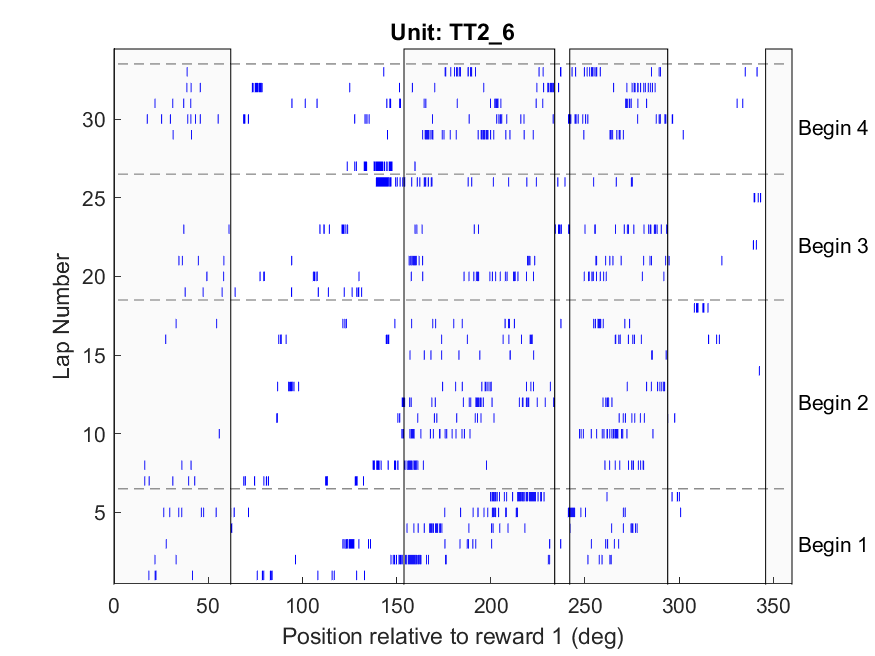 Unit: TT2_6
Lap Number
30
25
20
15
10
5
Begin 4
Begin 3
Begin 2
Begin 1
0 50 100 150 200 250 300 350
Position relative to reward 1 (deg)